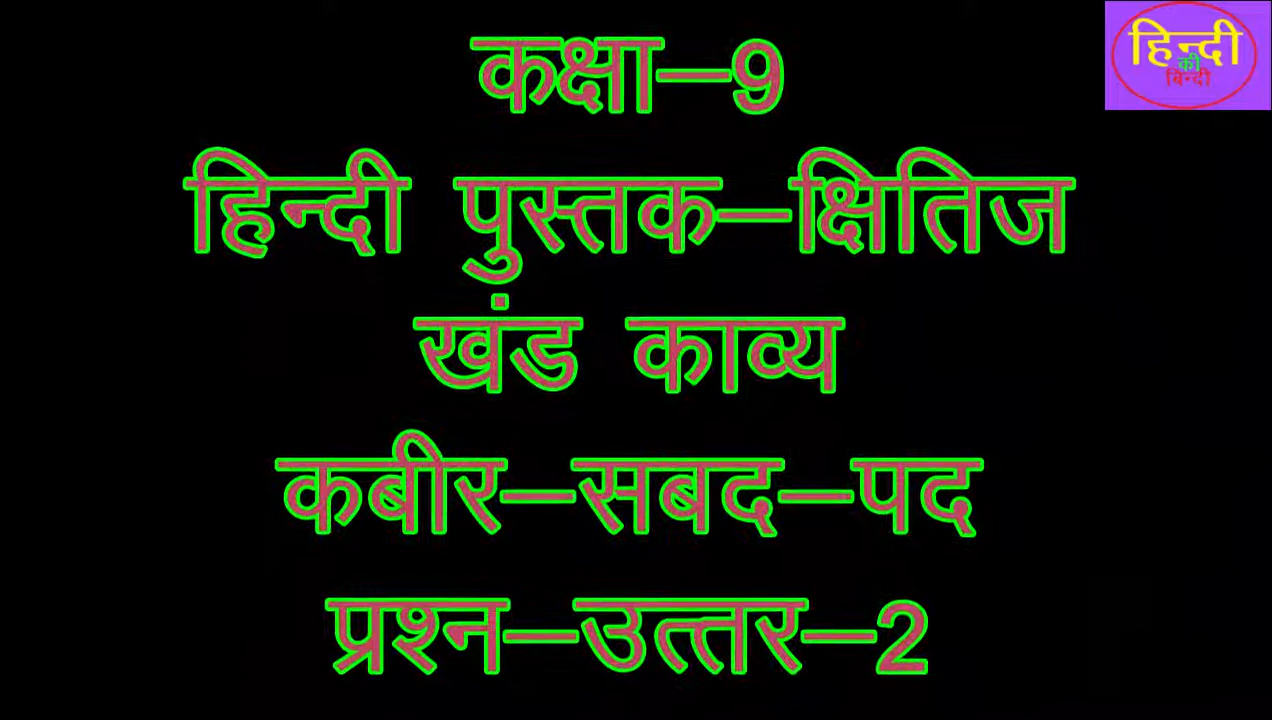 कक्षा–9
हिन्दी पुस्तक–क्षितिज
खंड काव्य
कबीर–सबद–पद
प्रश्न–उत्तर–2
हिन्दी
की
बिन्दी